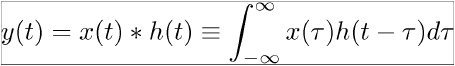 y(t) = x(t) ∗ h(t) ≡ ∫_{-∞}^{∞} x(τ)h(t − τ)dτ